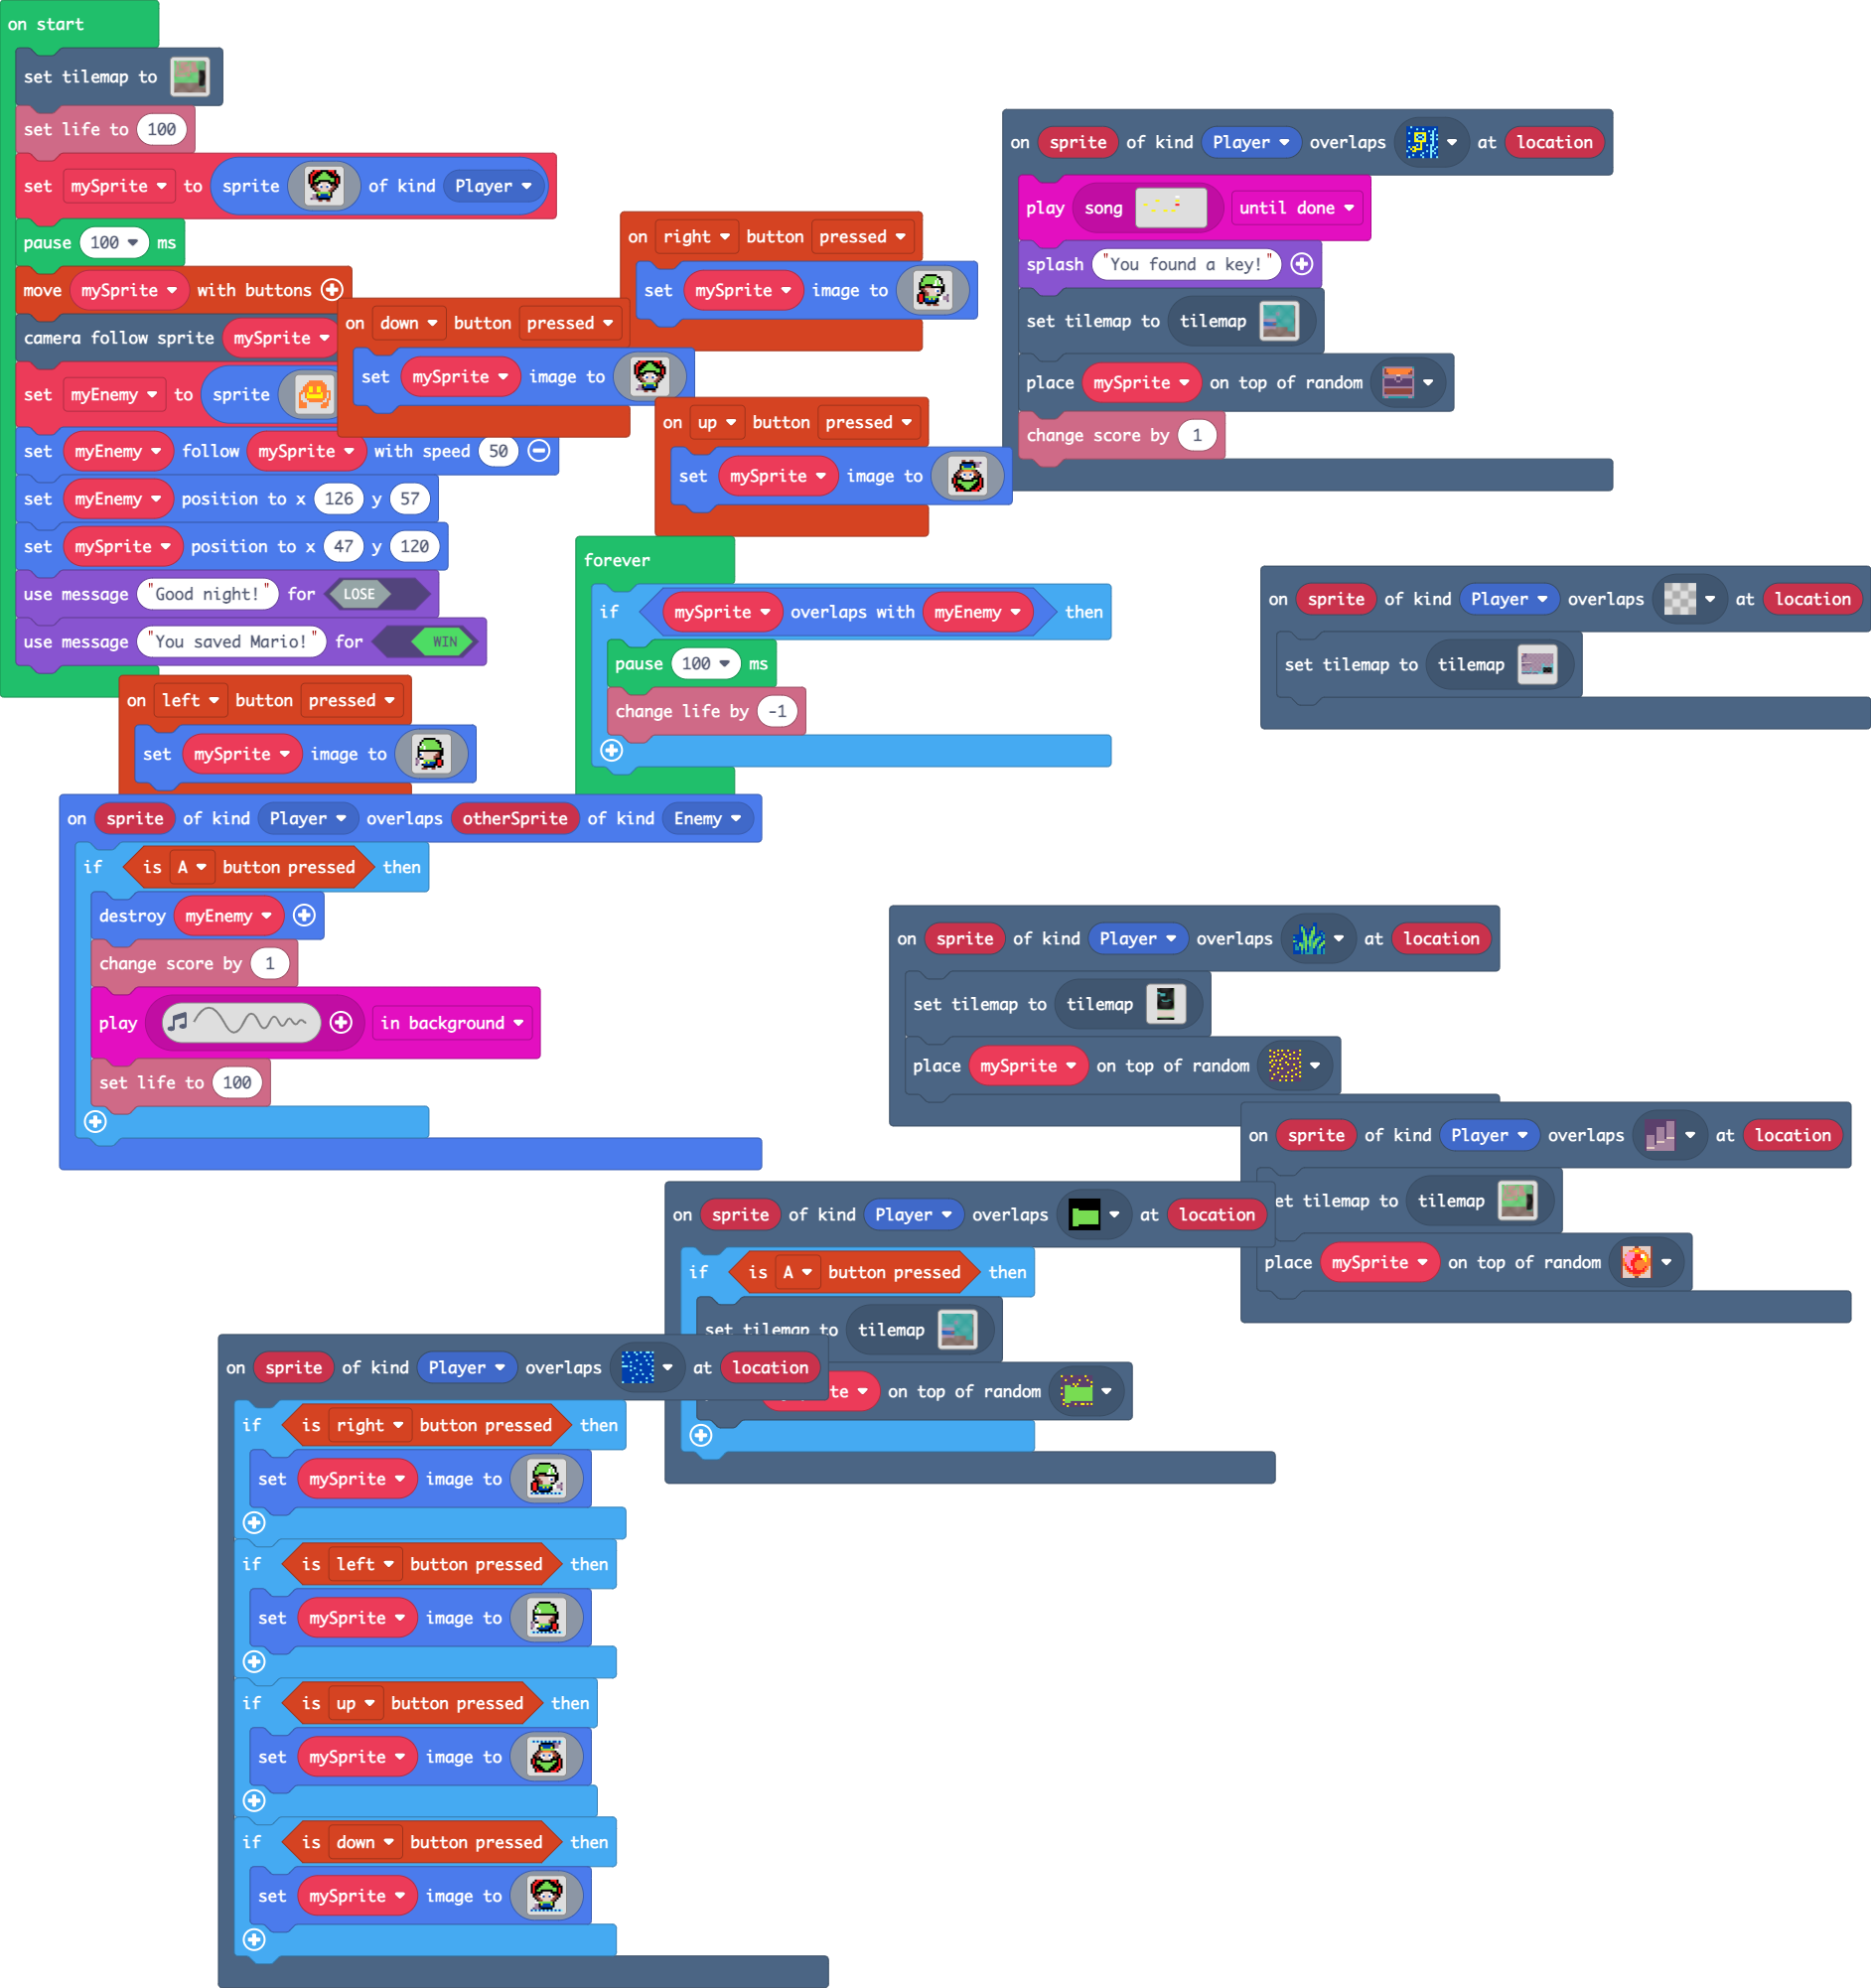 on start
set tilemap to
set life to 100
set mySprite to sprite of kind Player
pause 100 ms
move mySprite with buttons
camera follow sprite mySprite
set myEnemy to sprite
set myEnemy follow mySprite with speed 50
set myEnemy position to x 126 y 57
set mySprite position to x 47 y 120
use message "Good night!" for LOSE
use message "You saved Mario!" for WIN
on right button pressed
set mySprite image to
on down button pressed
set mySprite image to
on up button pressed
set mySprite image to
on sprite of kind Player overlaps at location
play song until done
splash "You found a key!"
set tilemap to tilemap
place mySprite on top of random
change score by 1
forever
if mySprite overlaps with myEnemy then
pause 100 ms
change life by -1
on sprite of kind Player overlaps at location
set tilemap to tilemap
on left button pressed
set mySprite image to
on sprite of kind Player overlaps otherSprite of kind Enemy
if is A button pressed then
destroy myEnemy
change score by 1
play in background
set life to 100
on sprite of kind Player overlaps at location
set tilemap to tilemap
place mySprite on top of random
on sprite of kind Player overlaps at location
et tilemap to tilemap
place mySprite on top of random
on sprite of kind Player overlaps at location
if is A button pressed then
set tilemap to tilemap
te on top of random
on sprite of kind Player overlaps at location
if is right button pressed then
set mySprite image to
if is left button pressed then
set mySprite image to
if is up button pressed then
set mySprite image to
if is down button pressed then
set mySprite image to